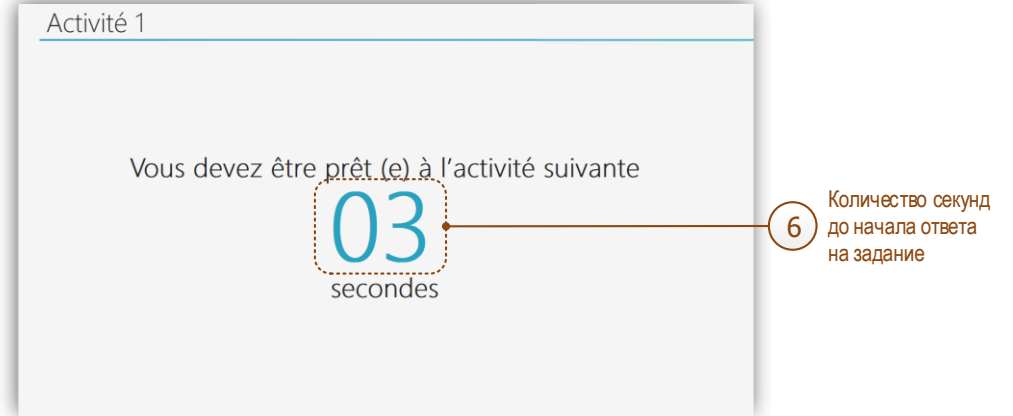 Activité 1
Vous devez être prêt (e) à l'activité suivante
03
secondes
6
Количество секунд
до начала ответа
на задание